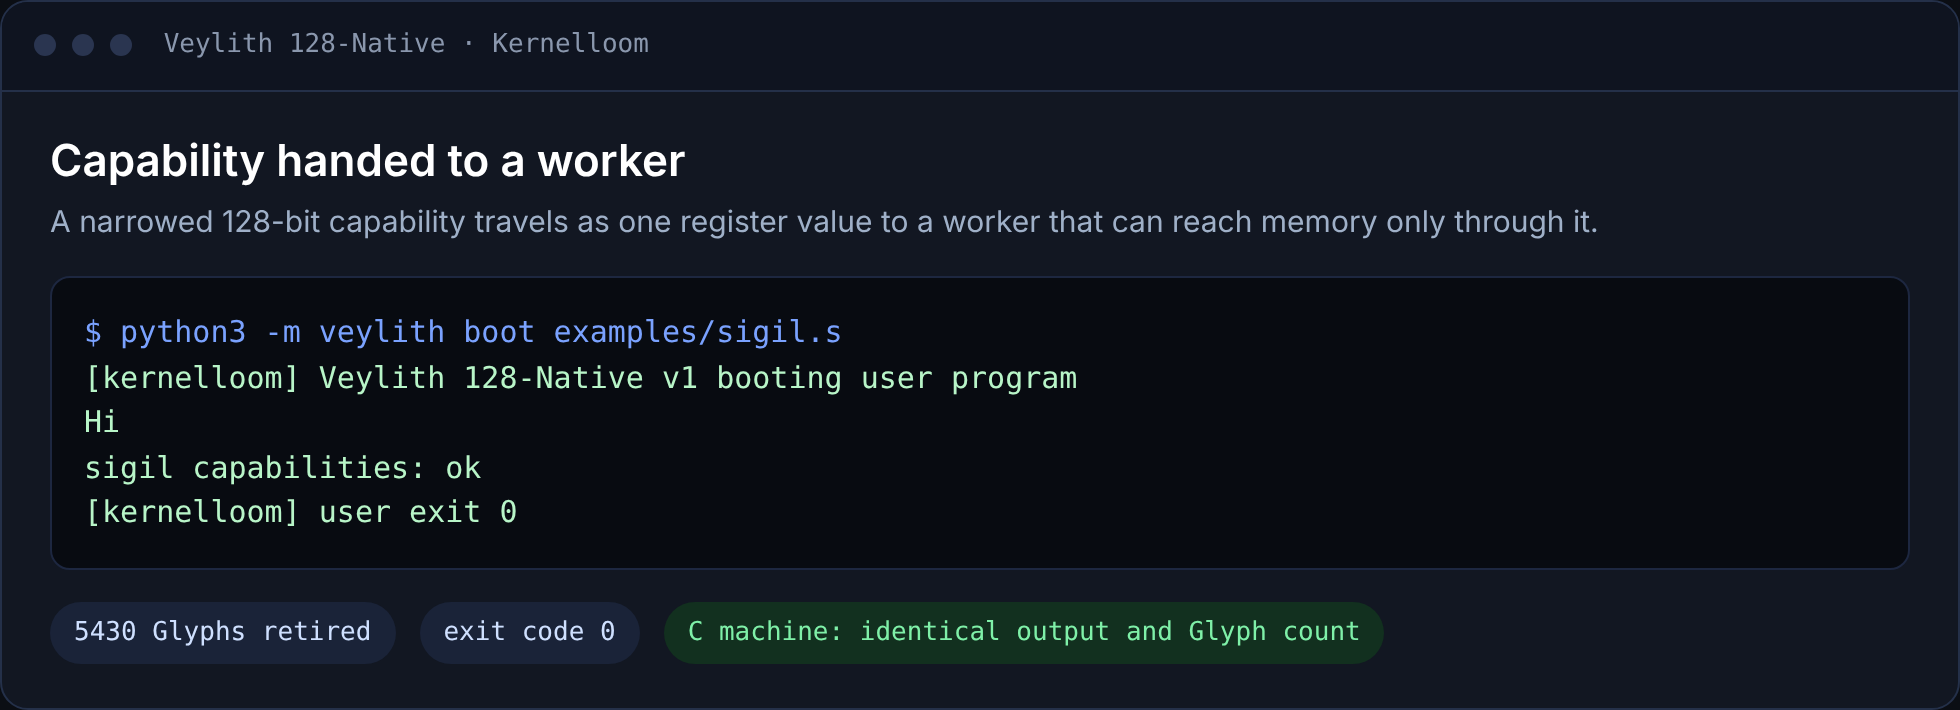 Veylith 128-Native · Kernelloom
Capability handed to a worker
A narrowed 128-bit capability travels as one register value to a worker that can reach memory only through it.
$ python3 -m veylith boot examples/sigil.s
[kernelloom] Veylith 128-Native v1 booting user program
Hi
sigil capabilities: ok
[kernelloom] user exit 0
5430 Glyphs retired
exit code 0
C machine: identical output and Glyph count